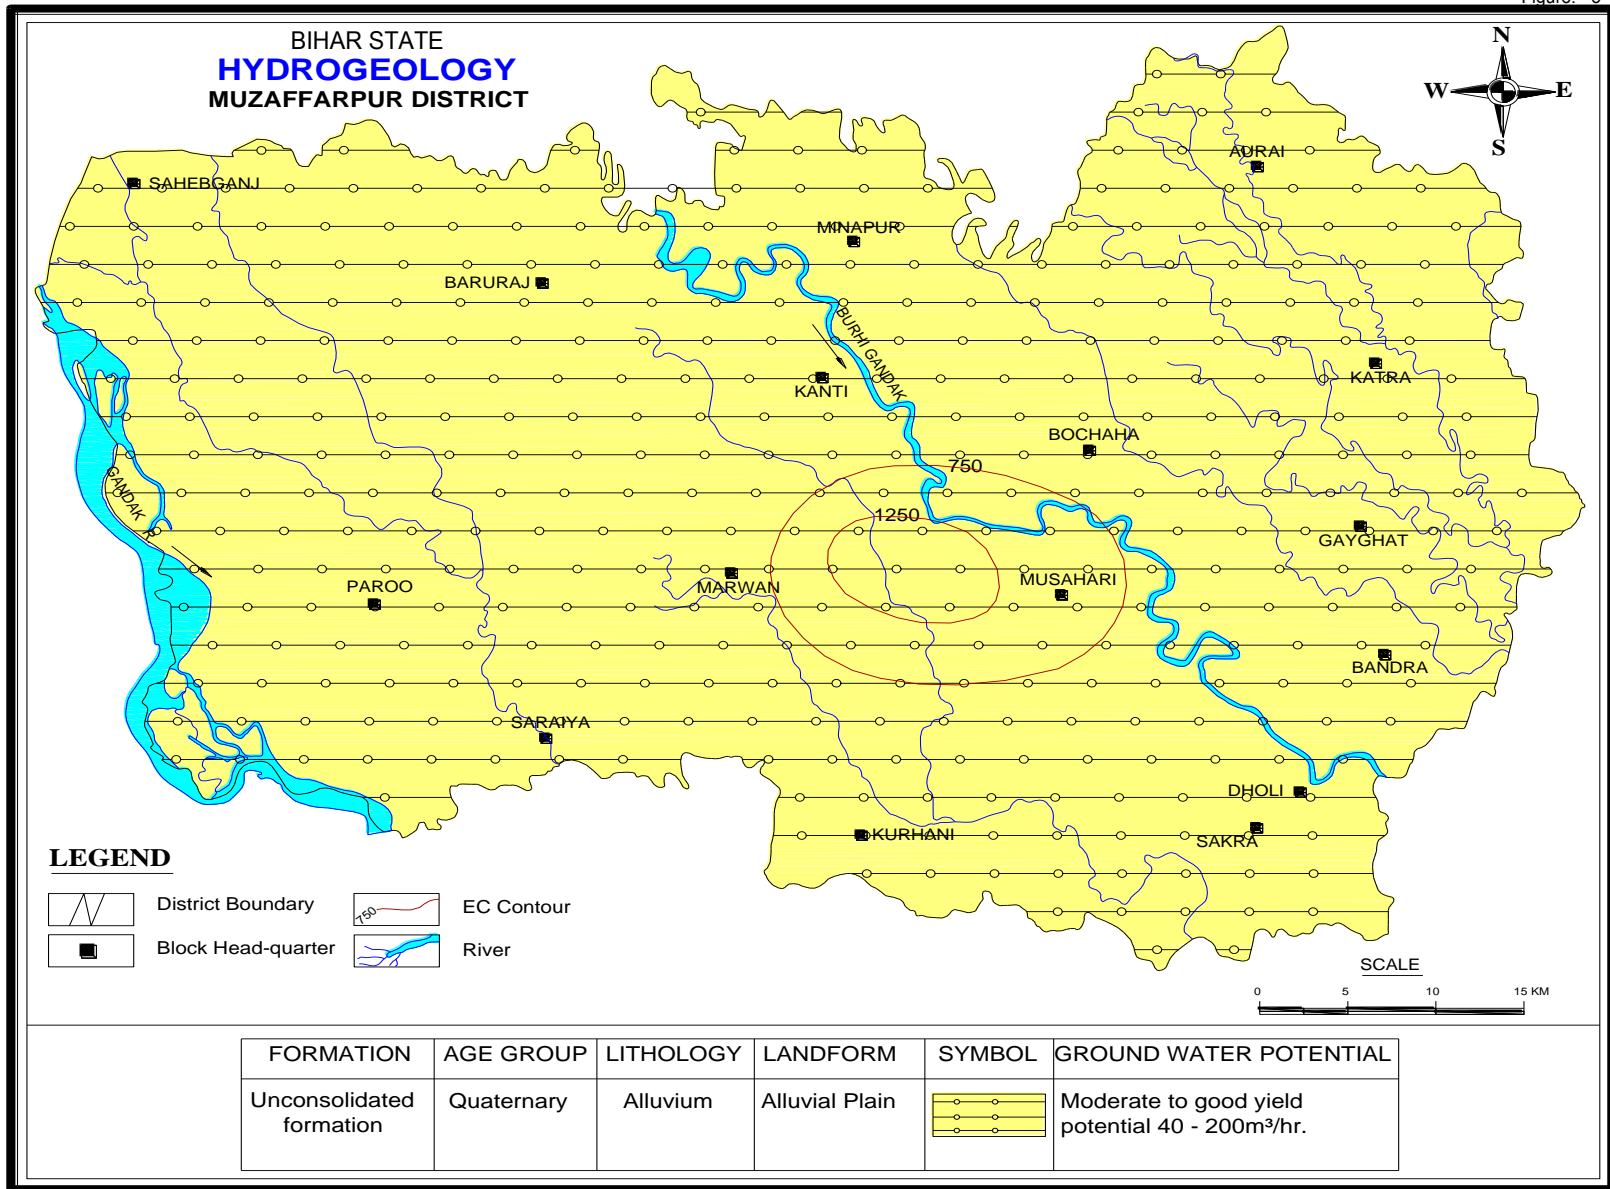 BIHAR STATE
HYDROGEOLOGY
MUZAFFARPUR DISTRICT
N
W E
S
AURAI
SAHEBGANJ
MINAPUR
BARURAJ
BURHI GANDAK
KATRA
KANTI
BOCHAHA
750
GANDAK R
1250
GAYGHAT
MUSAHARI
PAROO
MARWAN
BANDRA
SARAIYA
DHOLI
KURHANI
SAKRA
LEGEND
District Boundary
750
EC Contour
Block Head-quarter
River
SCALE
0 5 10 15 KM
FORMATION AGE GROUP LITHOLOGY LANDFORM SYMBOL GROUND WATER POTENTIAL
Unconsolidated Quaternary Alluvium Alluvial Plain Moderate to good yield
formation potential 40 - 200m³/hr.